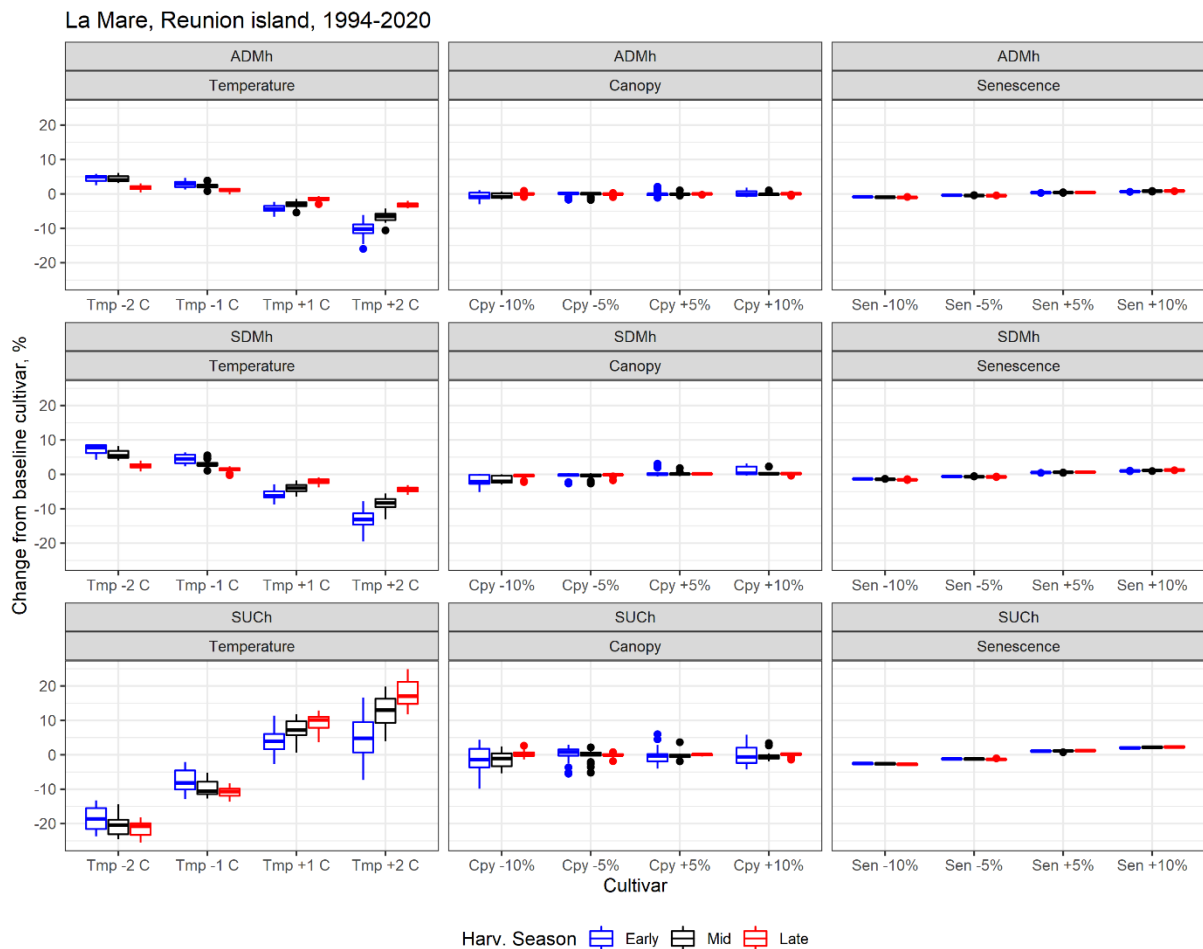 La Mare, Reunion island, 1994-2020
ADMh ADMh ADMh
Temperature Canopy Senescence
20
10
0
-10
-20
Tmp -2 C Tmp -1 C Tmp +1 C Tmp +2 C Cpy -10% Cpy -5% Cpy +5% Cpy +10% Sen -10% Sen -5% Sen +5% Sen +10%
SDMh SDMh SDMh
Temperature Canopy Senescence
20
10
0
-10
-20
Tmp -2 C Tmp -1 C Tmp +1 C Tmp +2 C Cpy -10% Cpy -5% Cpy +5% Cpy +10% Sen -10% Sen -5% Sen +5% Sen +10%
SUCh SUCh SUCh
Temperature Canopy Senescence
20
10
0
-10
-20
Tmp -2 C Tmp -1 C Tmp +1 C Tmp +2 C Cpy -10% Cpy -5% Cpy +5% Cpy +10% Sen -10% Sen -5% Sen +5% Sen +10%
Change from baseline cultivar, %
Cultivar
Harv. Season Early Mid Late